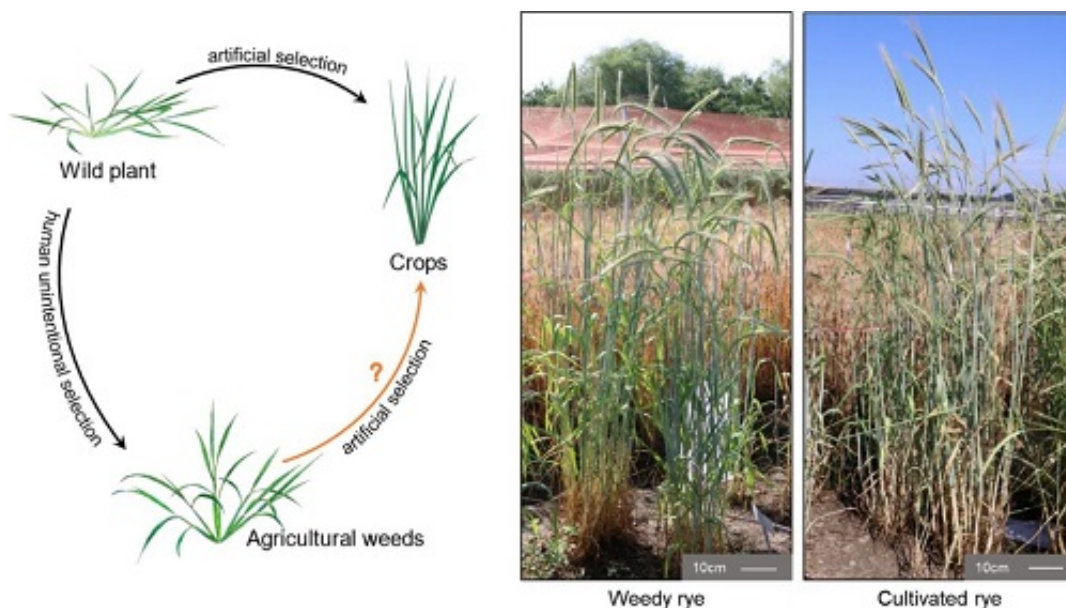 artificial selection
Wild plant
human unintentional selection
Crops
?
artificial selection
Agricultural weeds
10cm
Weedy rye
10cm
Cultivated rye